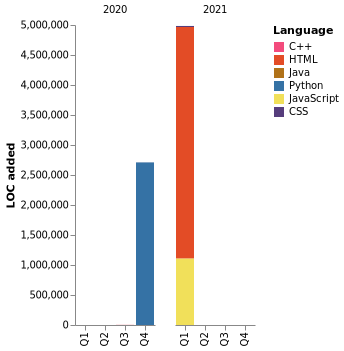 2020 2021
5,000,000
4,500,000
4,000,000
3,500,000
3,000,000
2,500,000
2,000,000
1,500,000
1,000,000
500,000
0
LOC added
Q1 Q2 Q3 Q4 Q1 Q2 Q3 Q4
Language
C++
HTML
Java
Python
JavaScript
CSS